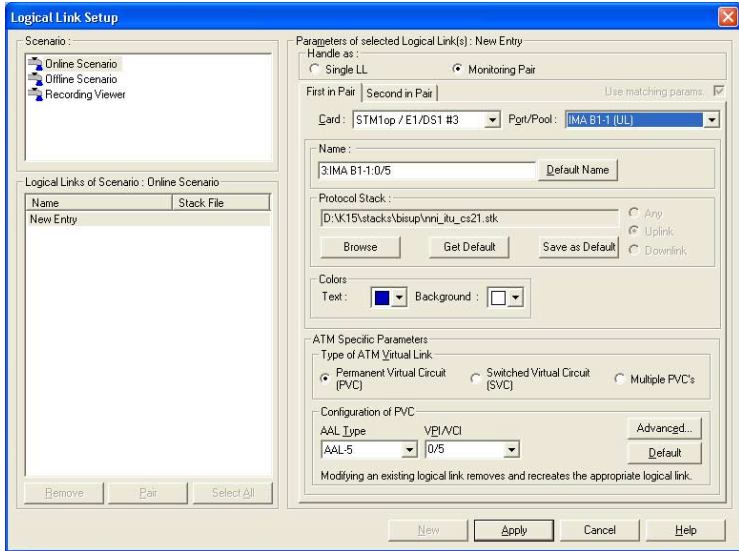 Logical Link Setup
Scenario :
Online Scenario
Offline Scenario
Recording Viewer
Logical Links of Scenario : Online Scenario
Name Stack File
New Entry
Remove Pair Select All
Parameters of selected Logical Link(s) : New Entry
Handle as :
Single LL Monitoring Pair
First in Pair Second in Pair Use matching params.
Card : STM1op / E1/DS1 #3 Port/Pool : IMA B1-1 (UL)
Name :
3:IMA B1-1:0/5 Default Name
Protocol Stack :
D:\K15\stacks\bisup\nni_itu_cs21.stk
Any
Uplink
Downlink
Browse Get Default Save as Default
Colors
Text : Background :
ATM Specific Parameters
Type of ATM Virtual Link
Permanent Virtual Circuit (PVC)
Switched Virtual Circuit (SVC)
Multiple PVC's
Configuration of PVC
AAL Type VPI/VCI
AAL-5 0/5
Advanced...
Default
Modifying an existing logical link removes and recreates the appropriate logical link.
New Apply Cancel Help